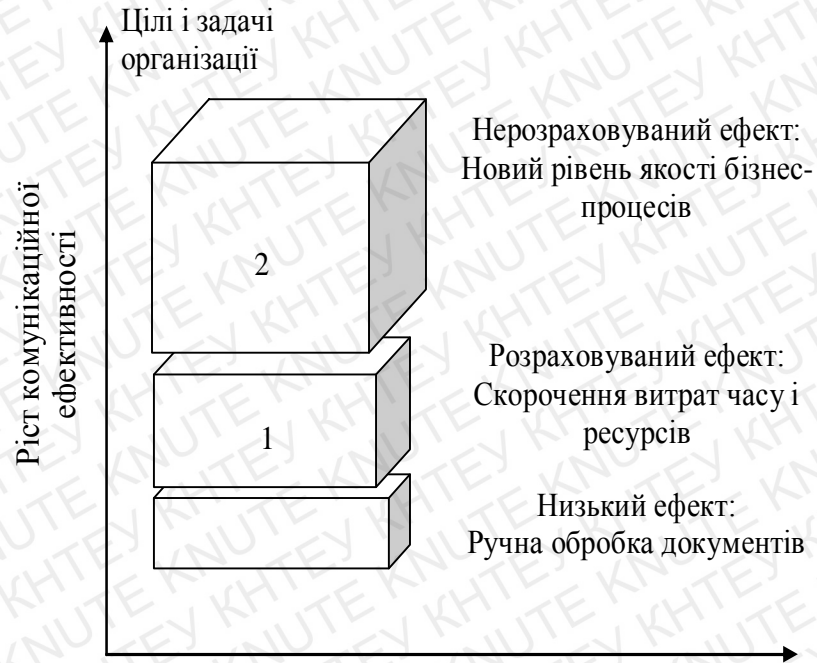 Цілі і задачі
організації
Ріст комунікаційної
ефективності
Нерозраховуваний ефект:
Новий рівень якості бізнес-
процесів
2
Розраховуваний ефект:
Скорочення витрат часу і
ресурсів
1
Низький ефект:
Ручна обробка документів